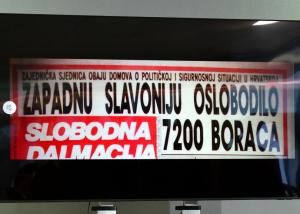 ZAJEDNIČKA SJEDNICA OBAJU DOMOVA O POLITIČKOJ I SIGURNOSNOJ SITUACIJI U HRVATSKOJ
ZAPADNU SLAVONIJU OSLOBODILO
SLOBODNA
DALMACIJA
7200 BORACA